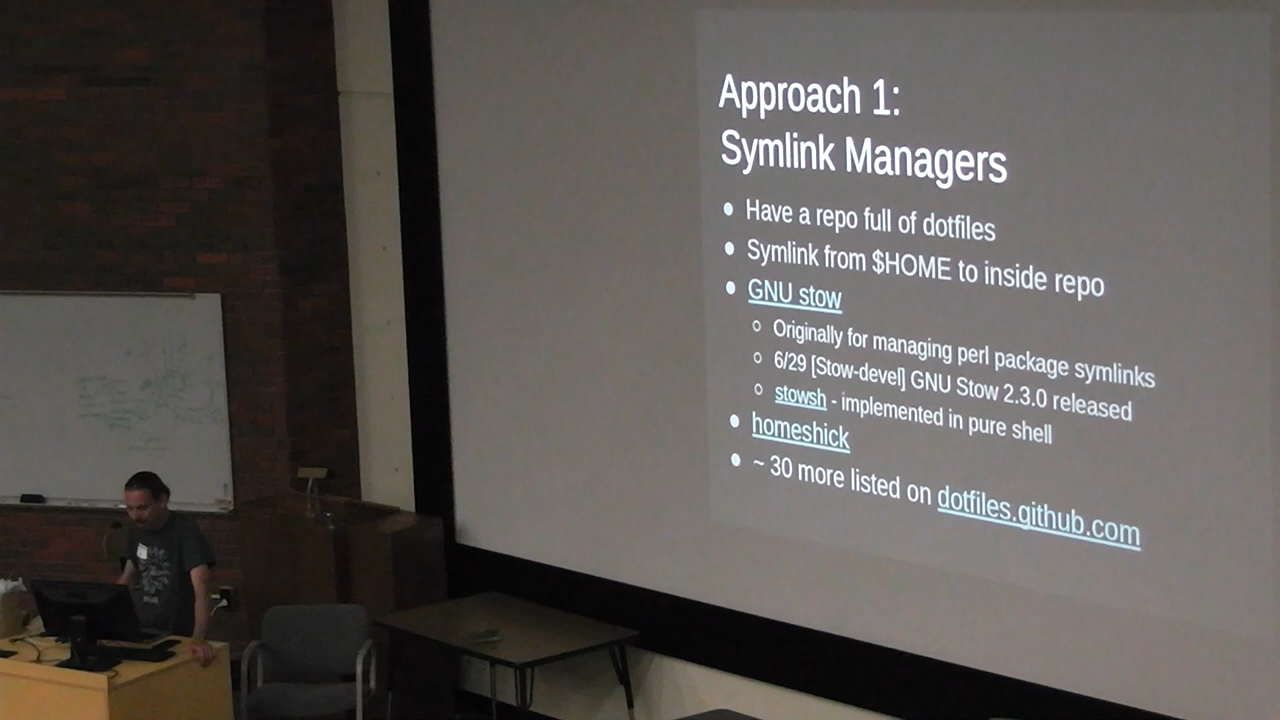 Approach 1:
Symlink Managers
Have a repo full of dotfiles
Symlink from $HOME to inside repo
GNU stow
Originally for managing perl package symlinks
6/29 [Stow-devel] GNU Stow 2.3.0 released
stowsh - implemented in pure shell
homeshick
~ 30 more listed on dotfiles.github.com